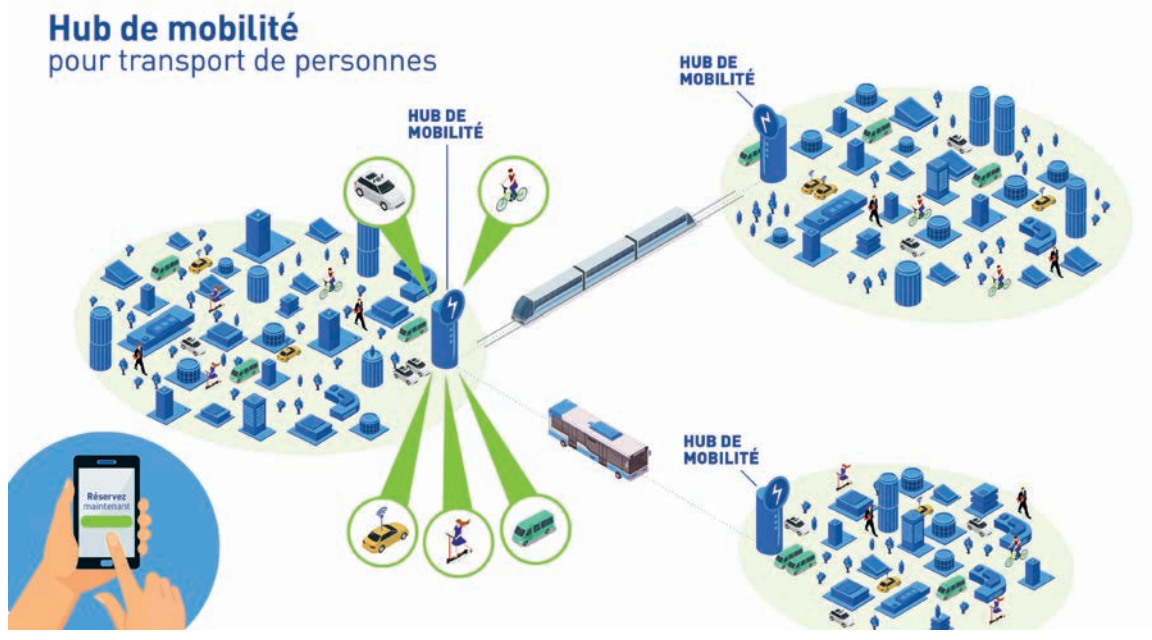 Hub de mobilité
pour transport de personnes
HUB DE
MOBILITÉ
HUB DE
MOBILITÉ
HUB DE
MOBILITÉ
Réservez
maintenant